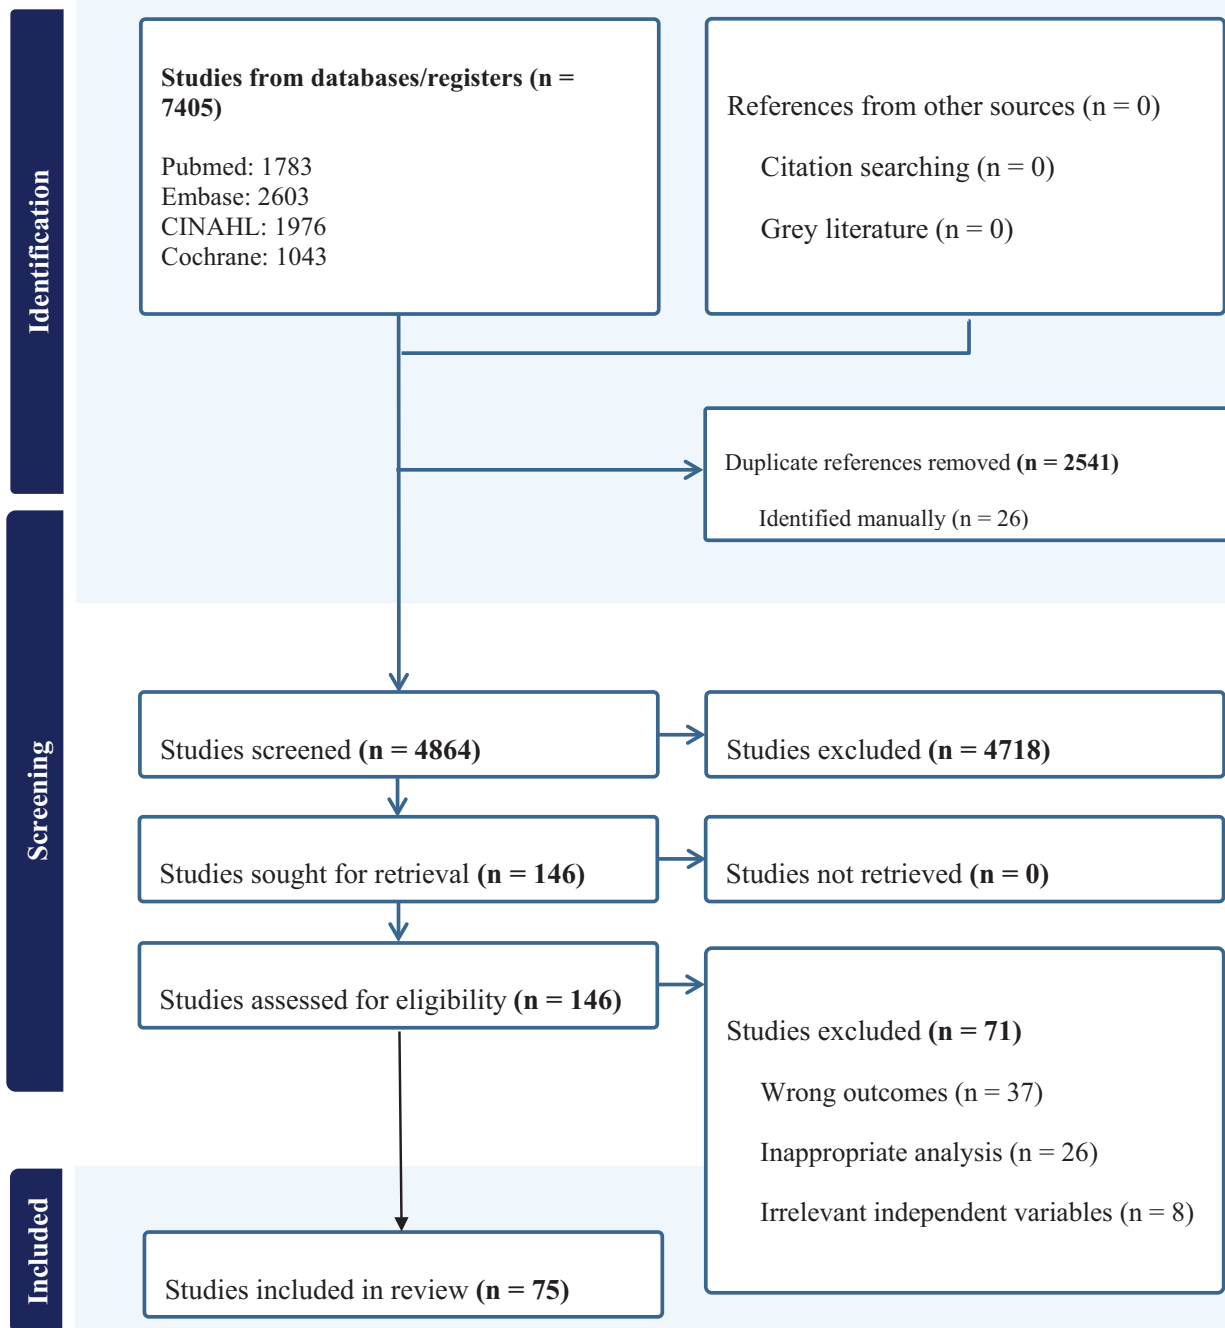 Identification
Studies from databases/registers (n =
7405)
Pubmed: 1783
Embase: 2603
CINAHL: 1976
Cochrane: 1043
References from other sources (n = 0)
Citation searching (n = 0)
Grey literature (n = 0)
Duplicate references removed (n = 2541)
Identified manually (n = 26)
Screening
Studies screened (n = 4864)
Studies excluded (n = 4718)
Studies sought for retrieval (n = 146)
Studies not retrieved (n = 0)
Studies assessed for eligibility (n = 146)
Studies excluded (n = 71)
Wrong outcomes (n = 37)
Inappropriate analysis (n = 26)
Irrelevant independent variables (n = 8)
Included
Studies included in review (n = 75)